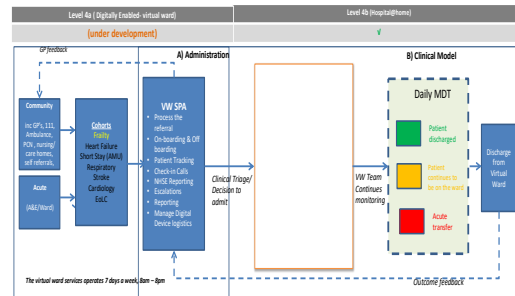 Level 4a ( Digitally Enabled- virtual ward)
Level 4b (Hospital@home)
(under development)
√
GP feedback
A) Administration
B) Clinical Model
Community
inc GP's, 111,
Ambulance,
PCN, nursing/
care homes,
self referrals,
Acute
(A&E/Ward)
Cohorts
Frailty
Heart Failure
Short Stay (AMU)
Respiratory
Stroke
Cardiology
EoLC
VW SPA
• Process the
referral
• On-boarding & Off
boarding
• Patient Tracking
• Check-in Calls
• NHSE Reporting
• Escalations
• Reporting
• Manage Digital
Device logistics
Clinical Triage/
Decision to
admit
VW Team
Continues
monitoring
Daily MDT
Patient
discharged
Patient
continues to
be on the ward
Acute
transfer
Discharge
from
Virtual
Ward
Outcome feedback
The virtual ward services operates 7 days a week, 8am – 8pm